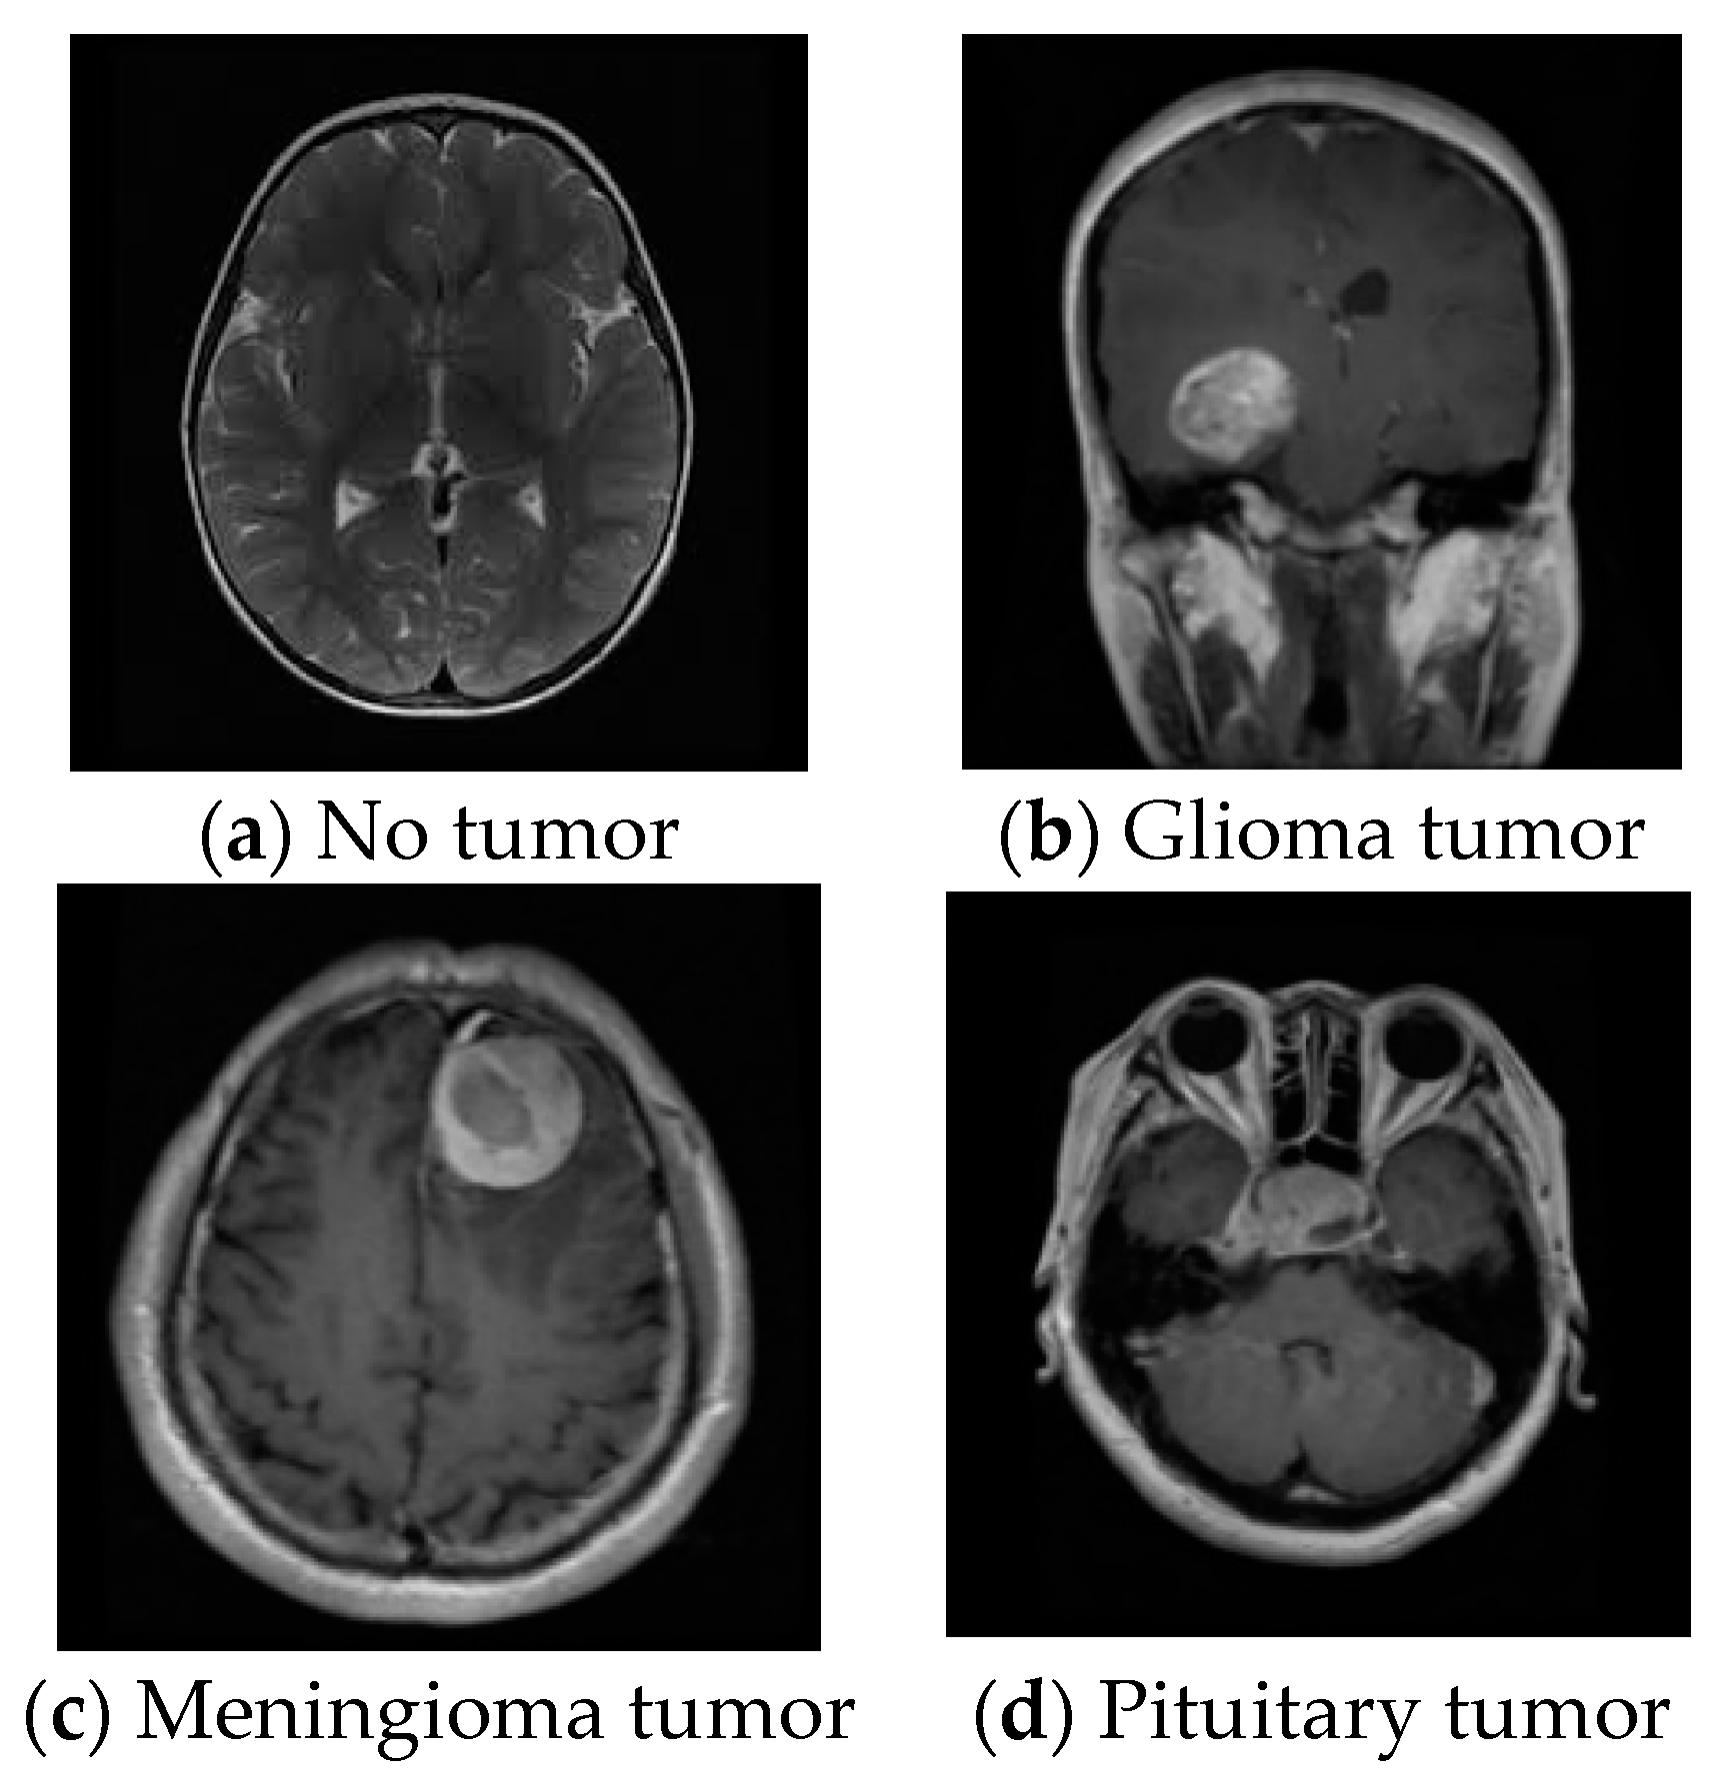 (a) No tumor
(b) Glioma tumor
(c) Meningioma tumor
(d) Pituitary tumor